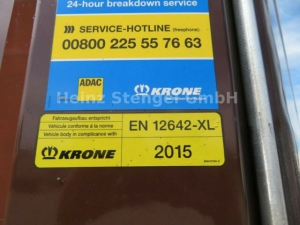 24-hour breakdown service
>>> SERVICE-HOTLINE (freephone)
00800 225 55 76 63
ADAC
KRONE
Heinz Stenger GmbH
Fahrzeugaufbau entspricht
Véhicule conforme à la norme
Vehicle body in compliance with
EN 12642-XL
KRONE
2015